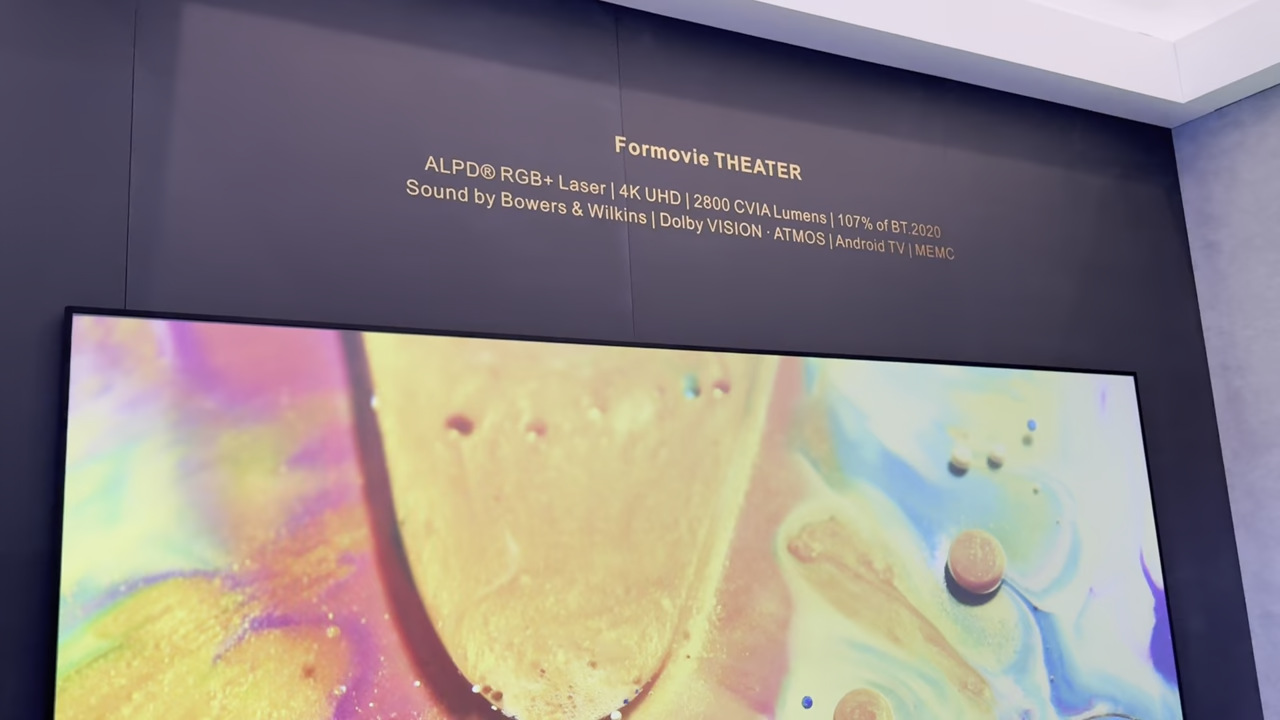 Formovie THEATER
ALPD® RGB+ Laser | 4K UHD | 2800 CVIA Lumens | 107% of BT.2020
Sound by Bowers & Wilkins | Dolby VISION · ATMOS | Android TV | MEMC